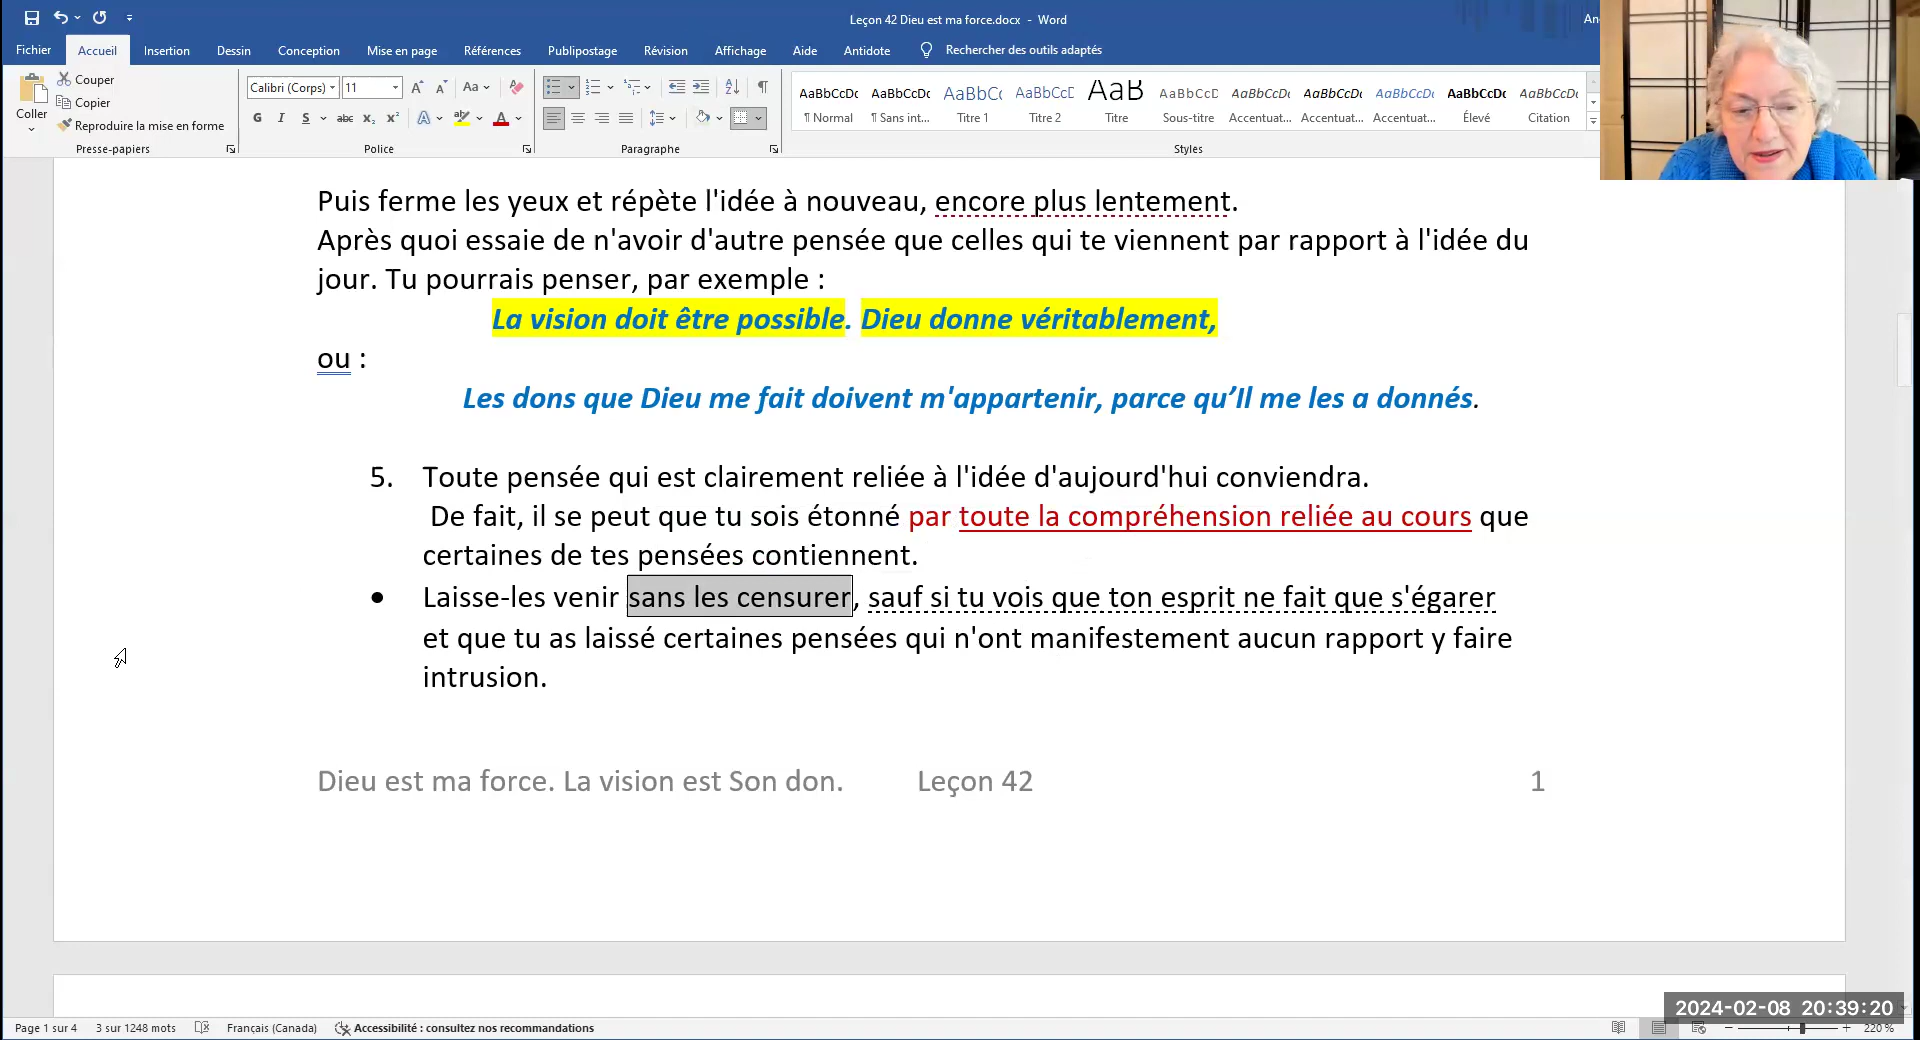 Leçon 42 Dieu est ma force.docx - Word
Fichier Accueil Insertion Dessin Conception Mise en page Références Publipostage Révision Affichage Aide Antidote Rechercher des outils adaptés
Coller
Couper
Copier
Reproduire la mise en forme
Presse-papiers
Calibri (Corps) 11
G I S abc x₂ x² A A
Police
Paragraphe
AaBbCcDc AaBbCcDc AaBbCc AaBbCcD AaB AaBbCcD AaBbCcDc AaBbCcDc AaBbCcDc AaBbCcDc AaBbCcDc
¶ Normal ¶ Sans int... Titre 1 Titre 2 Titre Sous-titre Accentuat... Accentuat... Accentuat... Élevé Citation
Styles
Puis ferme les yeux et répète l'idée à nouveau, encore plus lentement.
Après quoi essaie de n'avoir d'autre pensée que celles qui te viennent par rapport à l'idée du
jour. Tu pourrais penser, par exemple :
La vision doit être possible. Dieu donne véritablement,
ou :
Les dons que Dieu me fait doivent m'appartenir, parce qu’Il me les a donnés.
5. Toute pensée qui est clairement reliée à l'idée d'aujourd'hui conviendra.
De fait, il se peut que tu sois étonné par toute la compréhension reliée au cours que
certaines de tes pensées contiennent.
• Laisse-les venir sans les censurer, sauf si tu vois que ton esprit ne fait que s'égarer
et que tu as laissé certaines pensées qui n'ont manifestement aucun rapport y faire
intrusion.
Dieu est ma force. La vision est Son don. Leçon 42 1
2024-02-08 20:39:20
Page 1 sur 4 3 sur 1248 mots Français (Canada) Accessibilité : consultez nos recommandations 220 %